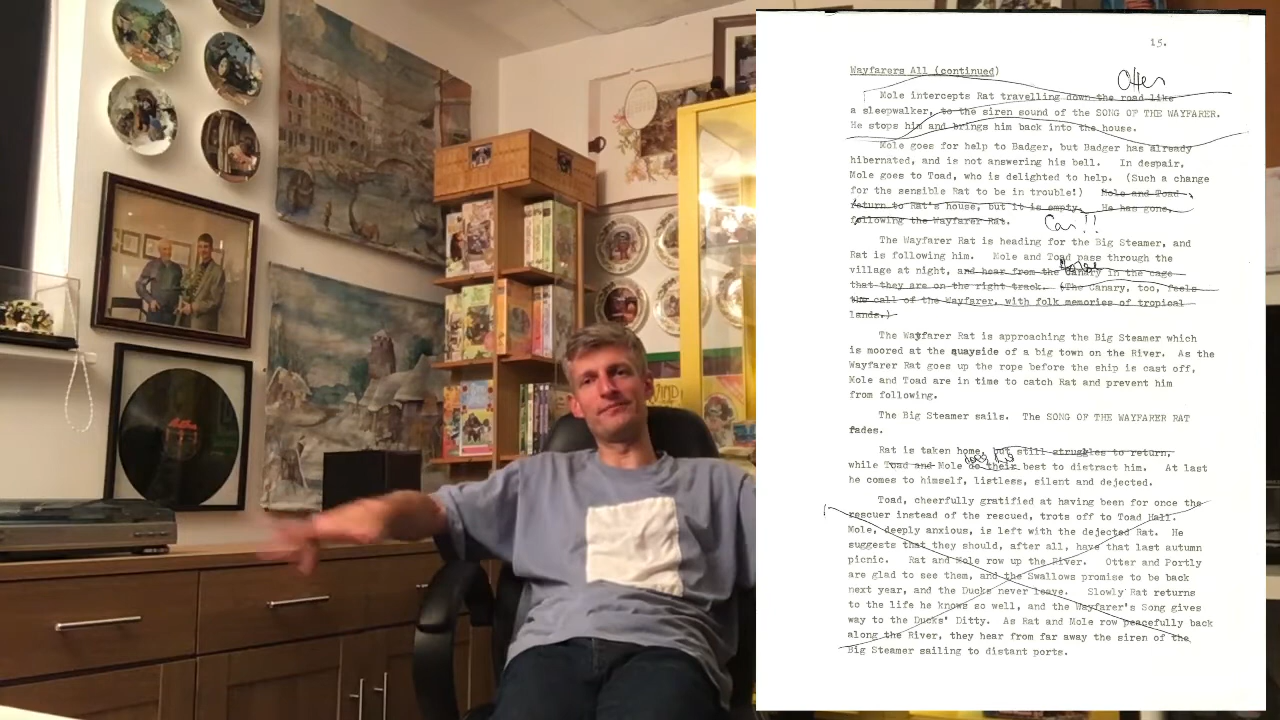 15.
Wayfarers All (continued)
Otter
Mole intercepts Rat travelling down the road like
a sleepwalker, to the siren sound of the SONG OF THE WAYFARER.
He stops him and brings him back into the house.
Mole goes for help to Badger, but Badger has already
hibernated, and is not answering his bell. In despair,
Mole goes to Toad, who is delighted to help. (Such a change
for the sensible Rat to be in trouble!) Mole and Toad
return to Rat's house, but it is empty. He has gone,
following the Wayfarer Rat.
Car!!
The Wayfarer Rat is heading for the Big Steamer, and
Rat is following him. Mole and Toad pass through the
village at night, and hear from the Canary in the cage
that they are on the right track. (The Canary, too, feels
the call of the Wayfarer, with folk memories of tropical
lands.)
The Wayfarer Rat is approaching the Big Steamer which
is moored at the quayside of a big town on the River. As the
Wayfarer Rat goes up the rope before the ship is cast off,
Mole and Toad are in time to catch Rat and prevent him
from following.
The Big Steamer sails. The SONG OF THE WAYFARER RAT
fades.
Rat is taken home, but still struggles to return,
does his
while Toad and Mole do their best to distract him. At last
he comes to himself, listless, silent and dejected.
Toad, cheerfully gratified at having been for once the
rescuer instead of the rescued, trots off to Toad Hall.
Mole, deeply anxious, is left with the dejected Rat. He
suggests that they should, after all, have that last autumn
picnic. Rat and Mole row up the River. Otter and Portly
are glad to see them, and the Swallows promise to be back
next year, and the Ducks never leave. Slowly Rat returns
to the life he knows so well, and the Wayfarer's Song gives
way to the Ducks' Ditty. As Rat and Mole row peacefully back
along the River, they hear from far away the siren of the
Big Steamer sailing to distant ports.
WIND